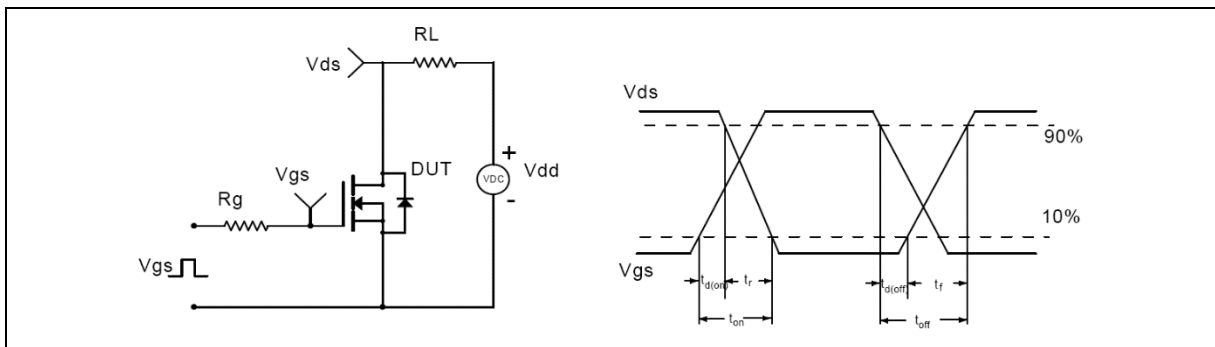 RL
Vds
Vgs
DUT
+
VDC
Vdd
-
Rg
Vgs
Vds
90%
10%
Vgs
td(on)
tr
ton
td(off)
tf
toff